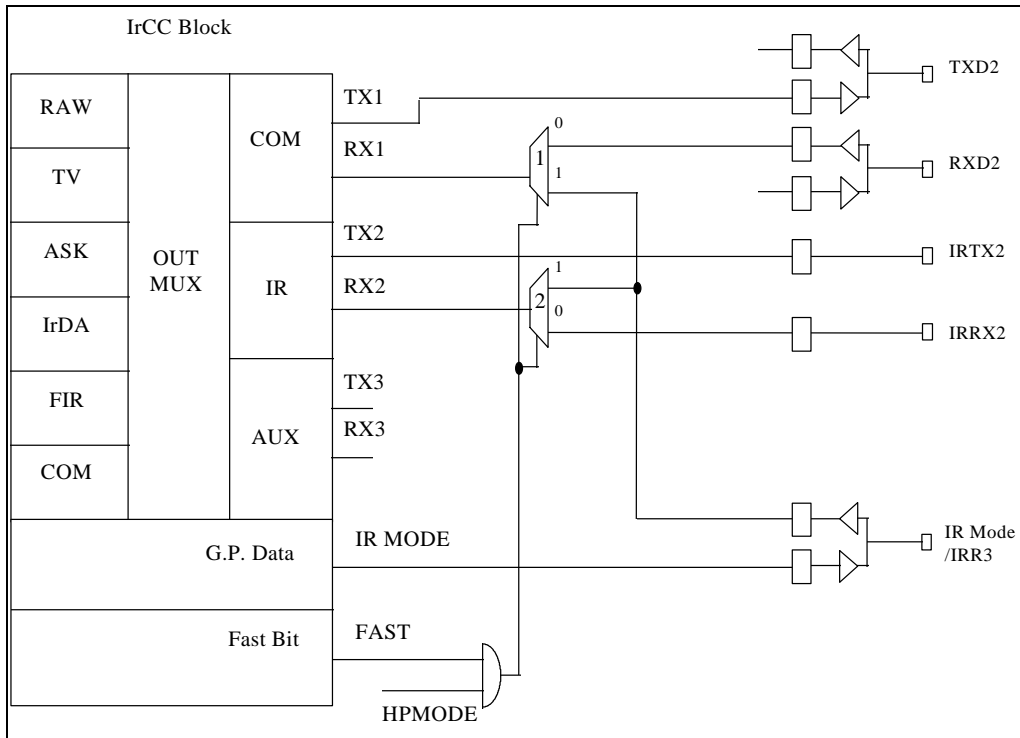 IrCC Block
RAW
TV
ASK
IrDA
FIR
COM
OUT
MUX
COM
IR
AUX
G.P. Data
Fast Bit
TX1
RX1
TX2
RX2
TX3
RX3
IR MODE
FAST
HPMODE
0
1
1
1
2
0
TXD2
RXD2
IRTX2
IRRX2
IR Mode
/IRR3